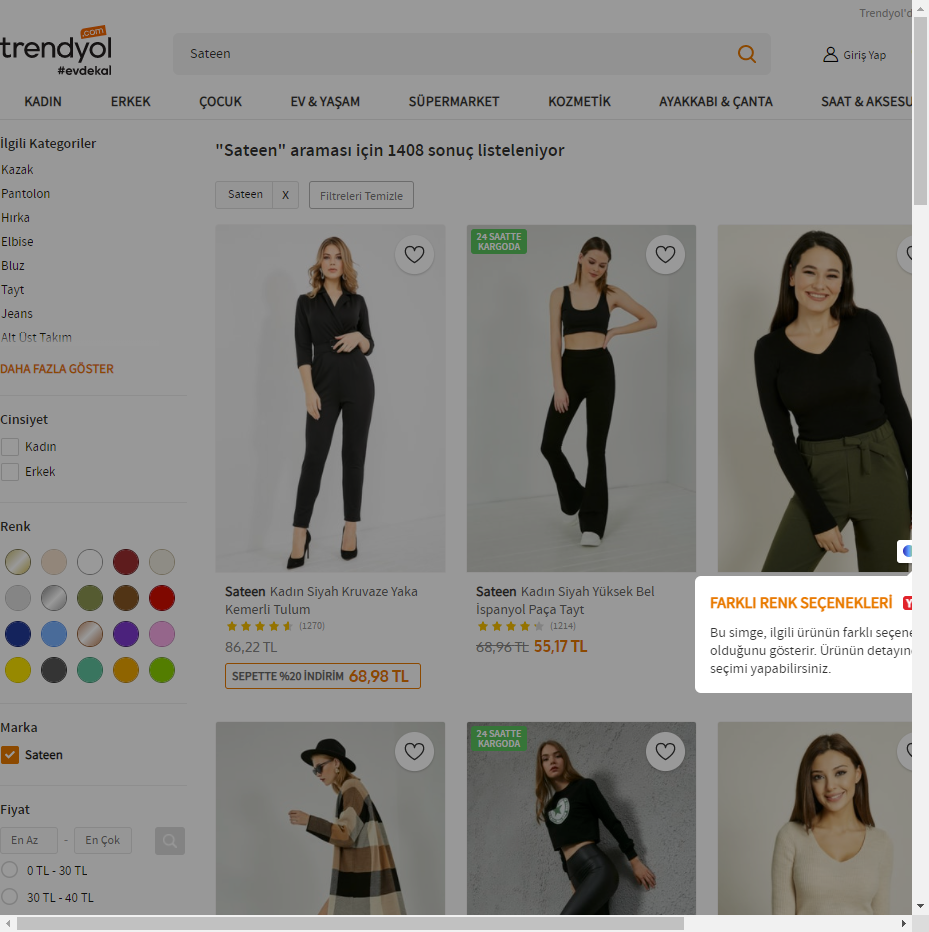 Trendyol'd
.com
trendyol
#evdekal
Sateen
Giriş Yap
KADIN
ERKEK
ÇOCUK
EV & YAŞAM
SÜPERMARKET
KOZMETİK
AYAKKABI & ÇANTA
SAAT & AKSESU
İlgili Kategoriler
Kazak
Pantolon
Hırka
Elbise
Bluz
Tayt
Jeans
Alt Üst Takım
DAHA FAZLA GÖSTER
Cinsiyet
Kadın
Erkek
Renk
Marka
Sateen
Fiyat
En Az
-
En Çok
0 TL - 30 TL
30 TL - 40 TL
"Sateen" araması için 1408 sonuç listeleniyor
Sateen X
Filtreleri Temizle
Sateen Kadın Siyah Kruvaze Yaka
Kemerli Tulum
(1270)
86,22 TL
SEPETTE %20 İNDİRİM 68,98 TL
24 SAATTE
KARGODA
Sateen Kadın Siyah Yüksek Bel
İspanyol Paça Tayt
(1214)
68,96 TL 55,17 TL
FARKLI RENK SEÇENEKLERİ Y
Bu simge, ilgili ürünün farklı seçene
olduğunu gösterir. Ürünün detayın
seçimi yapabilirsiniz.
24 SAATTE
KARGODA